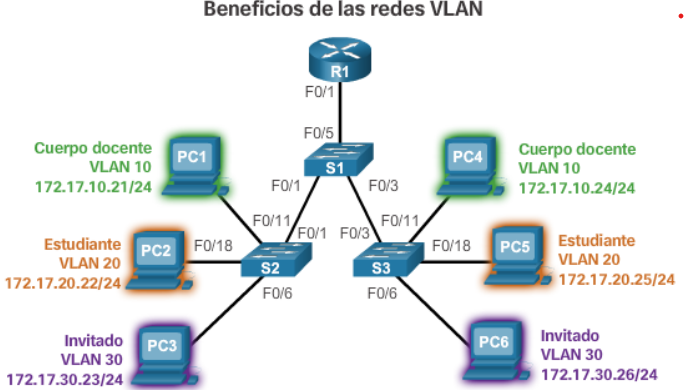 Beneficios de las redes VLAN
R1
F0/1
F0/5
S1
F0/1
F0/3
Cuerpo docente
VLAN 10
172.17.10.21/24
PC1
PC4
Cuerpo docente
VLAN 10
172.17.10.24/24
F0/11
F0/1
F0/3
F0/11
Estudiante
VLAN 20
172.17.20.22/24
PC2
F0/18
S2
S3
F0/18
PC5
Estudiante
VLAN 20
172.17.20.25/24
F0/6
F0/6
Invitado
VLAN 30
172.17.30.23/24
PC3
PC6
Invitado
VLAN 30
172.17.30.26/24